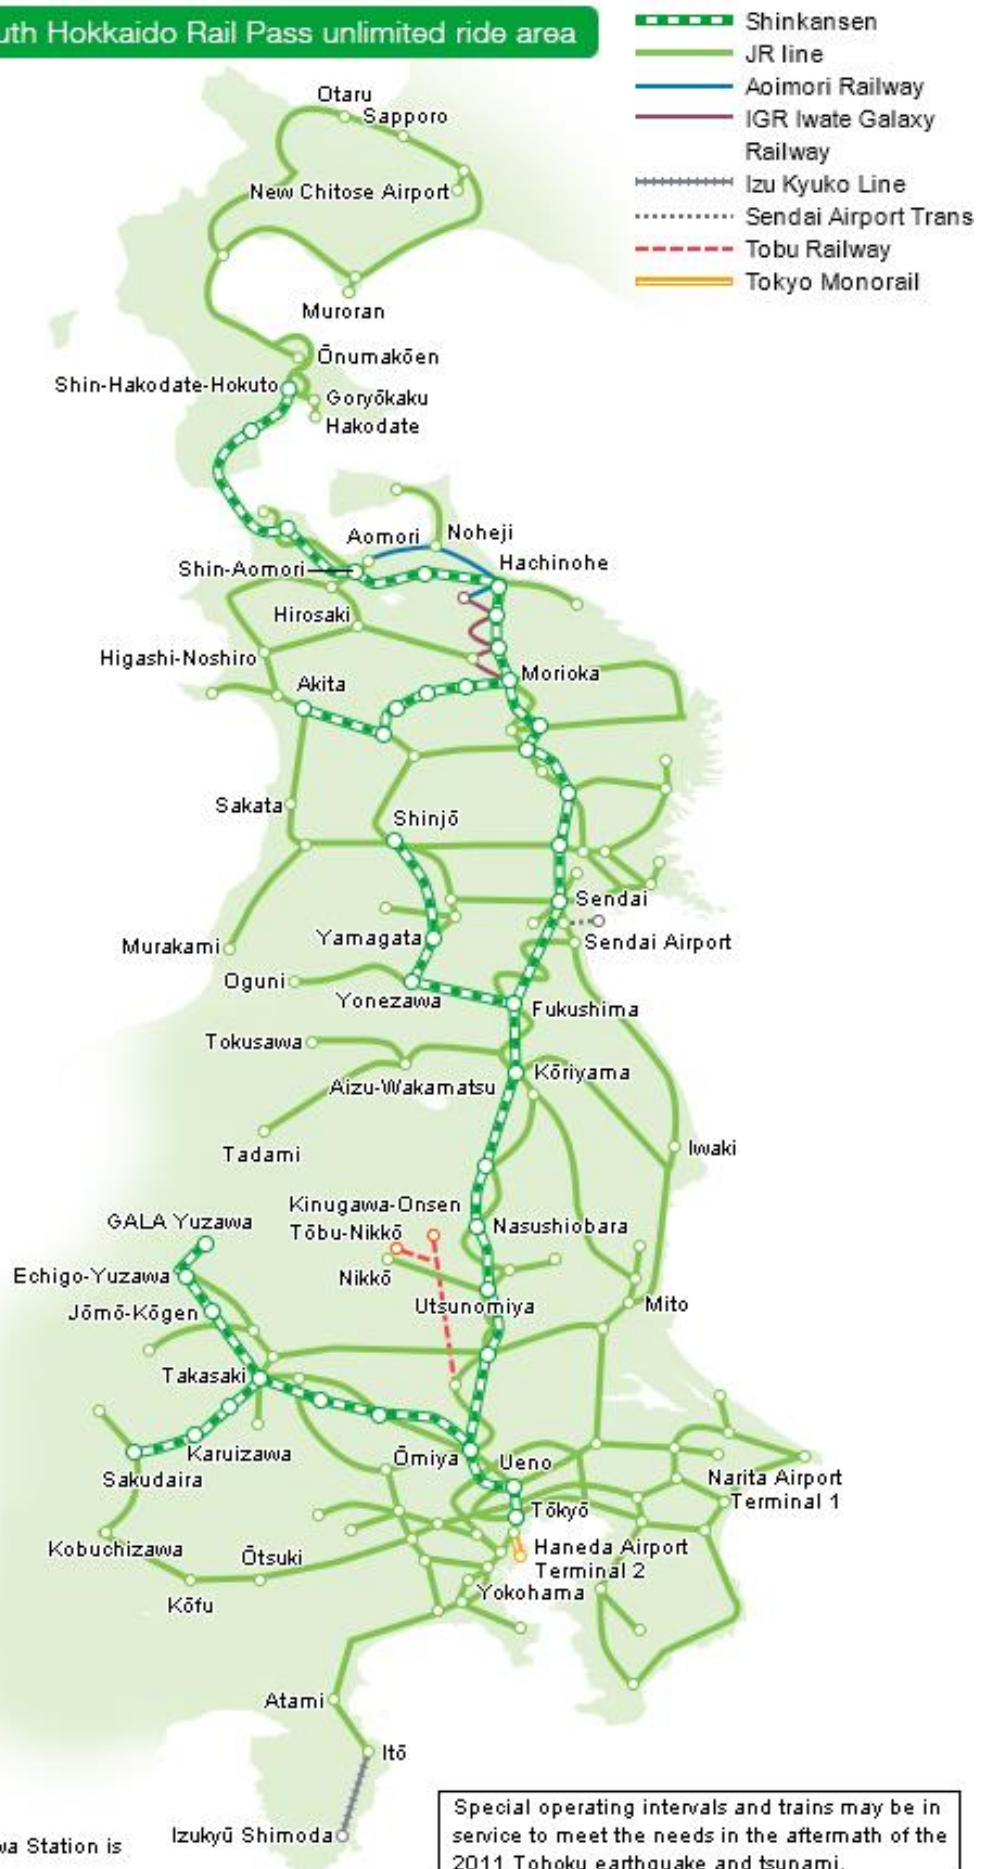 uth Hokkaido Rail Pass unlimited ride area
Shinkansen
JR line
Aoimori Railway
IGR Iwate Galaxy
Railway
Izu Kyuko Line
Sendai Airport Trans
Tobu Railway
Tokyo Monorail
Otaru
Sapporo
New Chitose Airport
Muroran
Ōnumakōen
Shin-Hakodate-Hokuto
Goryōkaku
Hakodate
Aomori
Noheji
Hachinohe
Shin-Aomori
Hirosaki
Higashi-Noshiro
Morioka
Akita
Sakata
Shinjō
Sendai
Murakami
Yamagata
Sendai Airport
Oguni
Yonezawa
Fukushima
Tokusawa
Aizu-Wakamatsu
Kōriyama
Tadami
Iwaki
Kinugawa-Onsen
GALA Yuzawa
Tōbu-Nikkō
Nasushiobara
Echigo-Yuzawa
Nikkō
Jōmō-Kōgen
Utsunomiya
Mito
Takasaki
Karuizawa
Ōmiya
Ueno
Sakudaira
Narita Airport
Terminal 1
Tōkyō
Kobuchizawa
Ōtsuki
Haneda Airport
Terminal 2
Kōfu
Yokohama
Atami
Itō
Izukyū Shimoda
wa Station is
Special operating intervals and trains may be in
service to meet the needs in the aftermath of the
2011 Tohoku earthquake and tsunami.